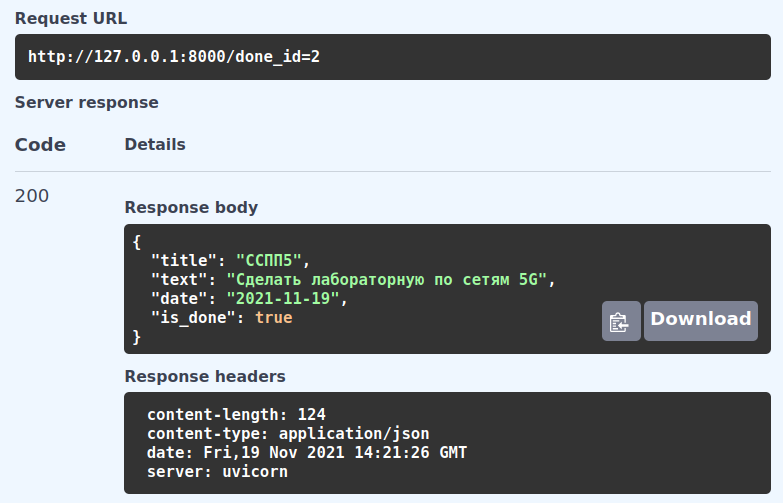 Request URL
http://127.0.0.1:8000/done_id=2
Server response
Code Details
200
Response body
{
"title": "ССПП5",
"text": "Сделать лабораторную по сетям 5G",
"date": "2021-11-19",
"is_done": true
}
Download
Response headers
content-length: 124
content-type: application/json
date: Fri,19 Nov 2021 14:21:26 GMT
server: uvicorn